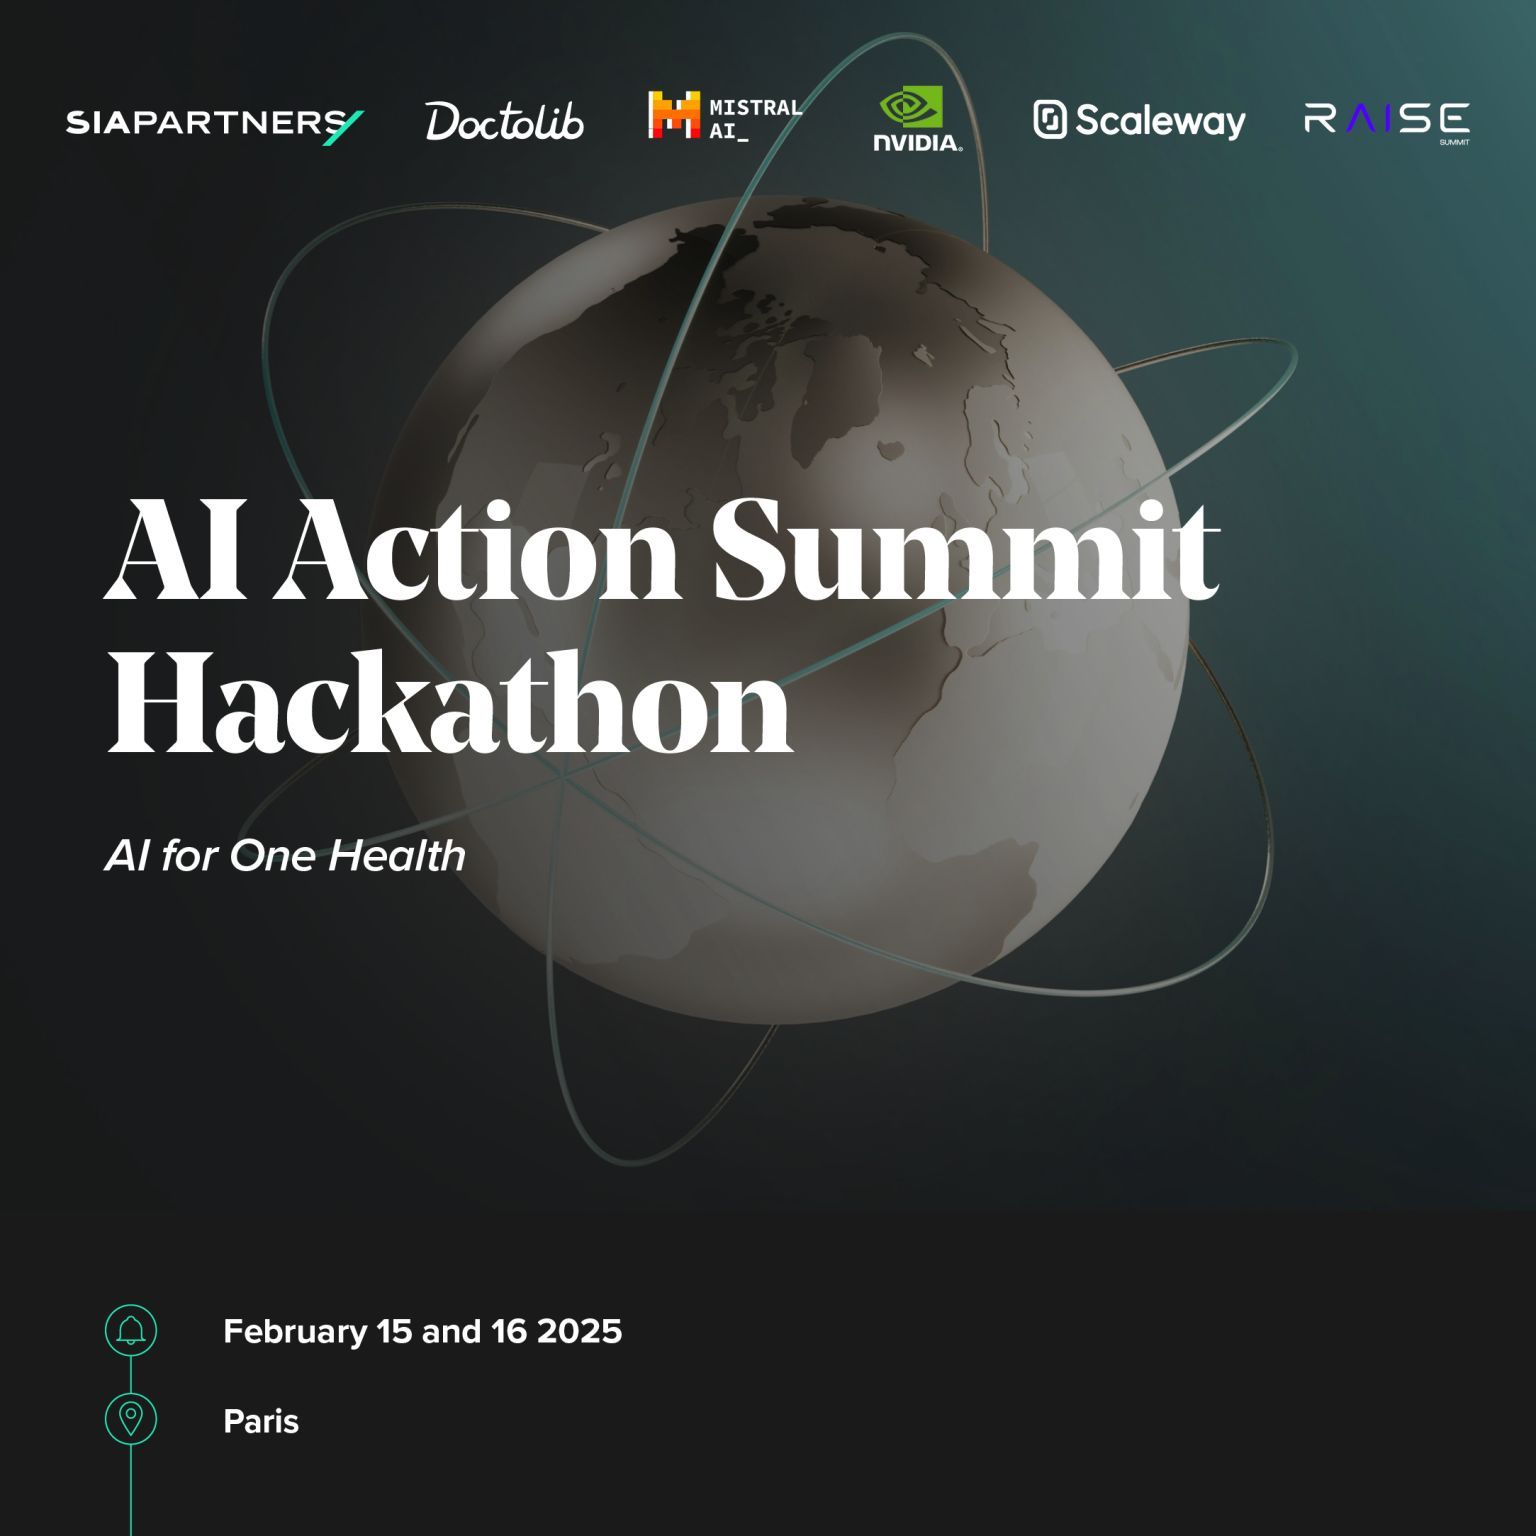 SIAPARTNERS
Doctolib
MISTRAL
AI_
NVIDIA®
Scaleway
RAISE
SUMMIT
AI Action Summit
Hackathon
AI for One Health
February 15 and 16 2025
Paris